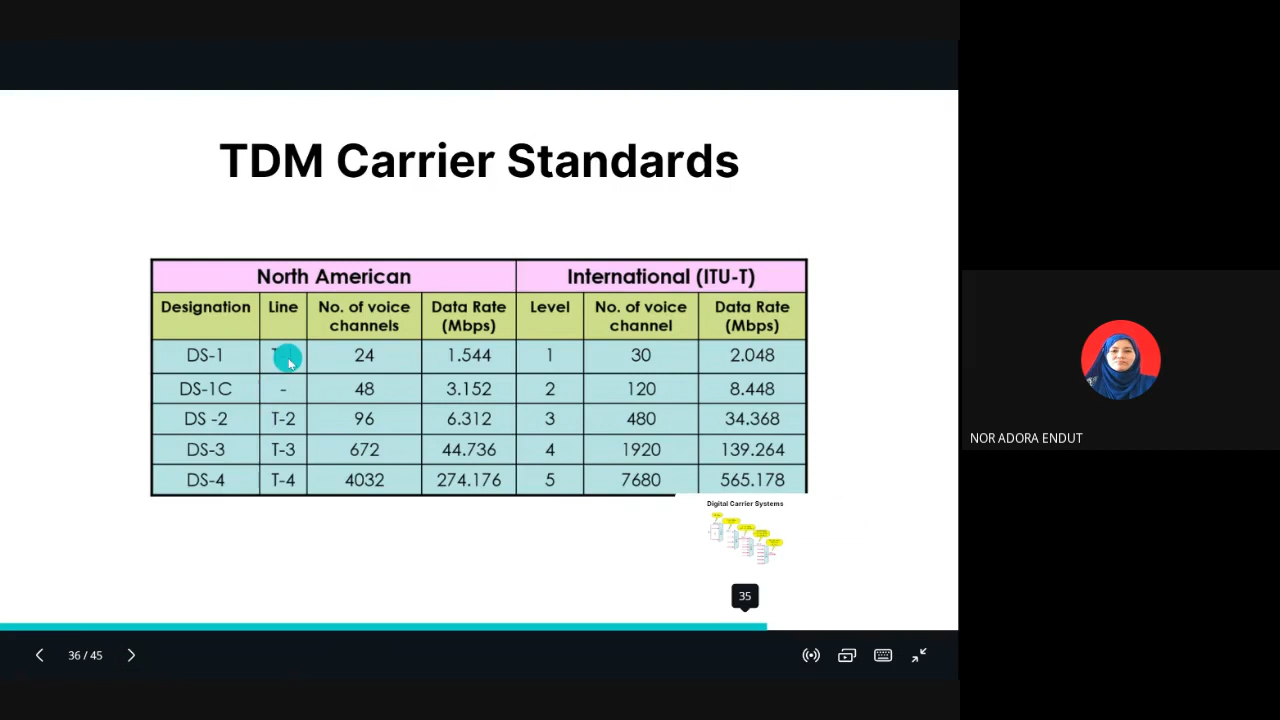 TDM Carrier Standards
North American International (ITU-T)
Designation Line No. of voice channels Data Rate (Mbps) Level No. of voice channel Data Rate (Mbps)
DS-1 24 1.544 1 30 2.048
DS-1C - 48 3.152 2 120 8.448
DS -2 T-2 96 6.312 3 480 34.368
DS-3 T-3 672 44.736 4 1920 139.264
DS-4 T-4 4032 274.176 5 7680 565.178
Digital Carrier Systems
35
36 / 45
NOR ADORA ENDUT